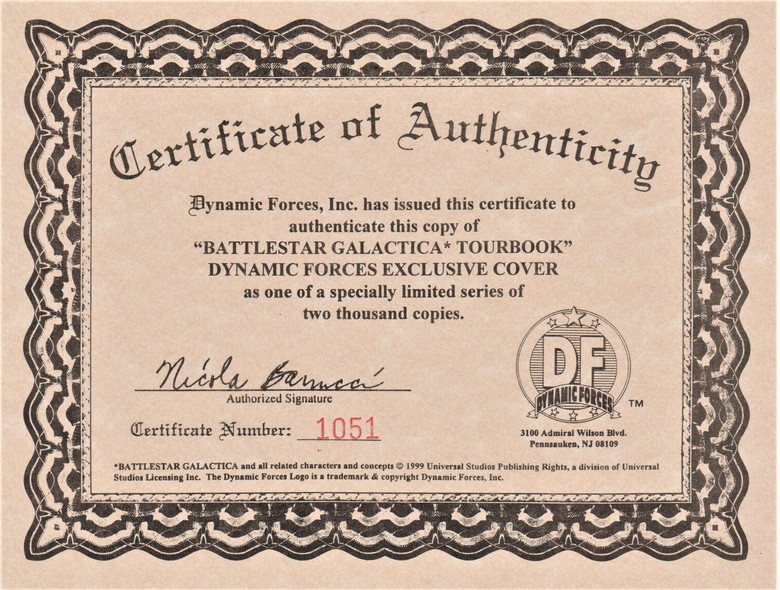 Certificate of Authenticity
Dynamic Forces, Inc. has issued this certificate to
authenticate this copy of
“BATTLESTAR GALACTICA* TOURBOOK”
DYNAMIC FORCES EXCLUSIVE COVER
as one of a specially limited series of
two thousand copies.
Nicola Barrucci
Authorized Signature
Certificate Number: 1051
DF
DYNAMIC FORCES
TM
3100 Admiral Wilson Blvd.
Pennsauken, NJ 08109
*BATTLESTAR GALACTICA and all related characters and concepts © 1999 Universal Studios Publishing Rights, a division of Universal
Studios Licensing Inc. The Dynamic Forces Logo is a trademark & copyright Dynamic Forces, Inc.